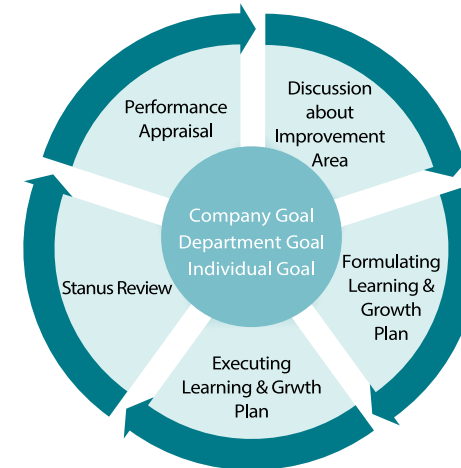 Performance
Appraisal
Discussion
about
Improvement
Area
Company Goal
Department Goal
Individual Goal
Formulating
Learning &
Growth
Plan
Executing
Learning & Grwth
Plan
Stanus Review